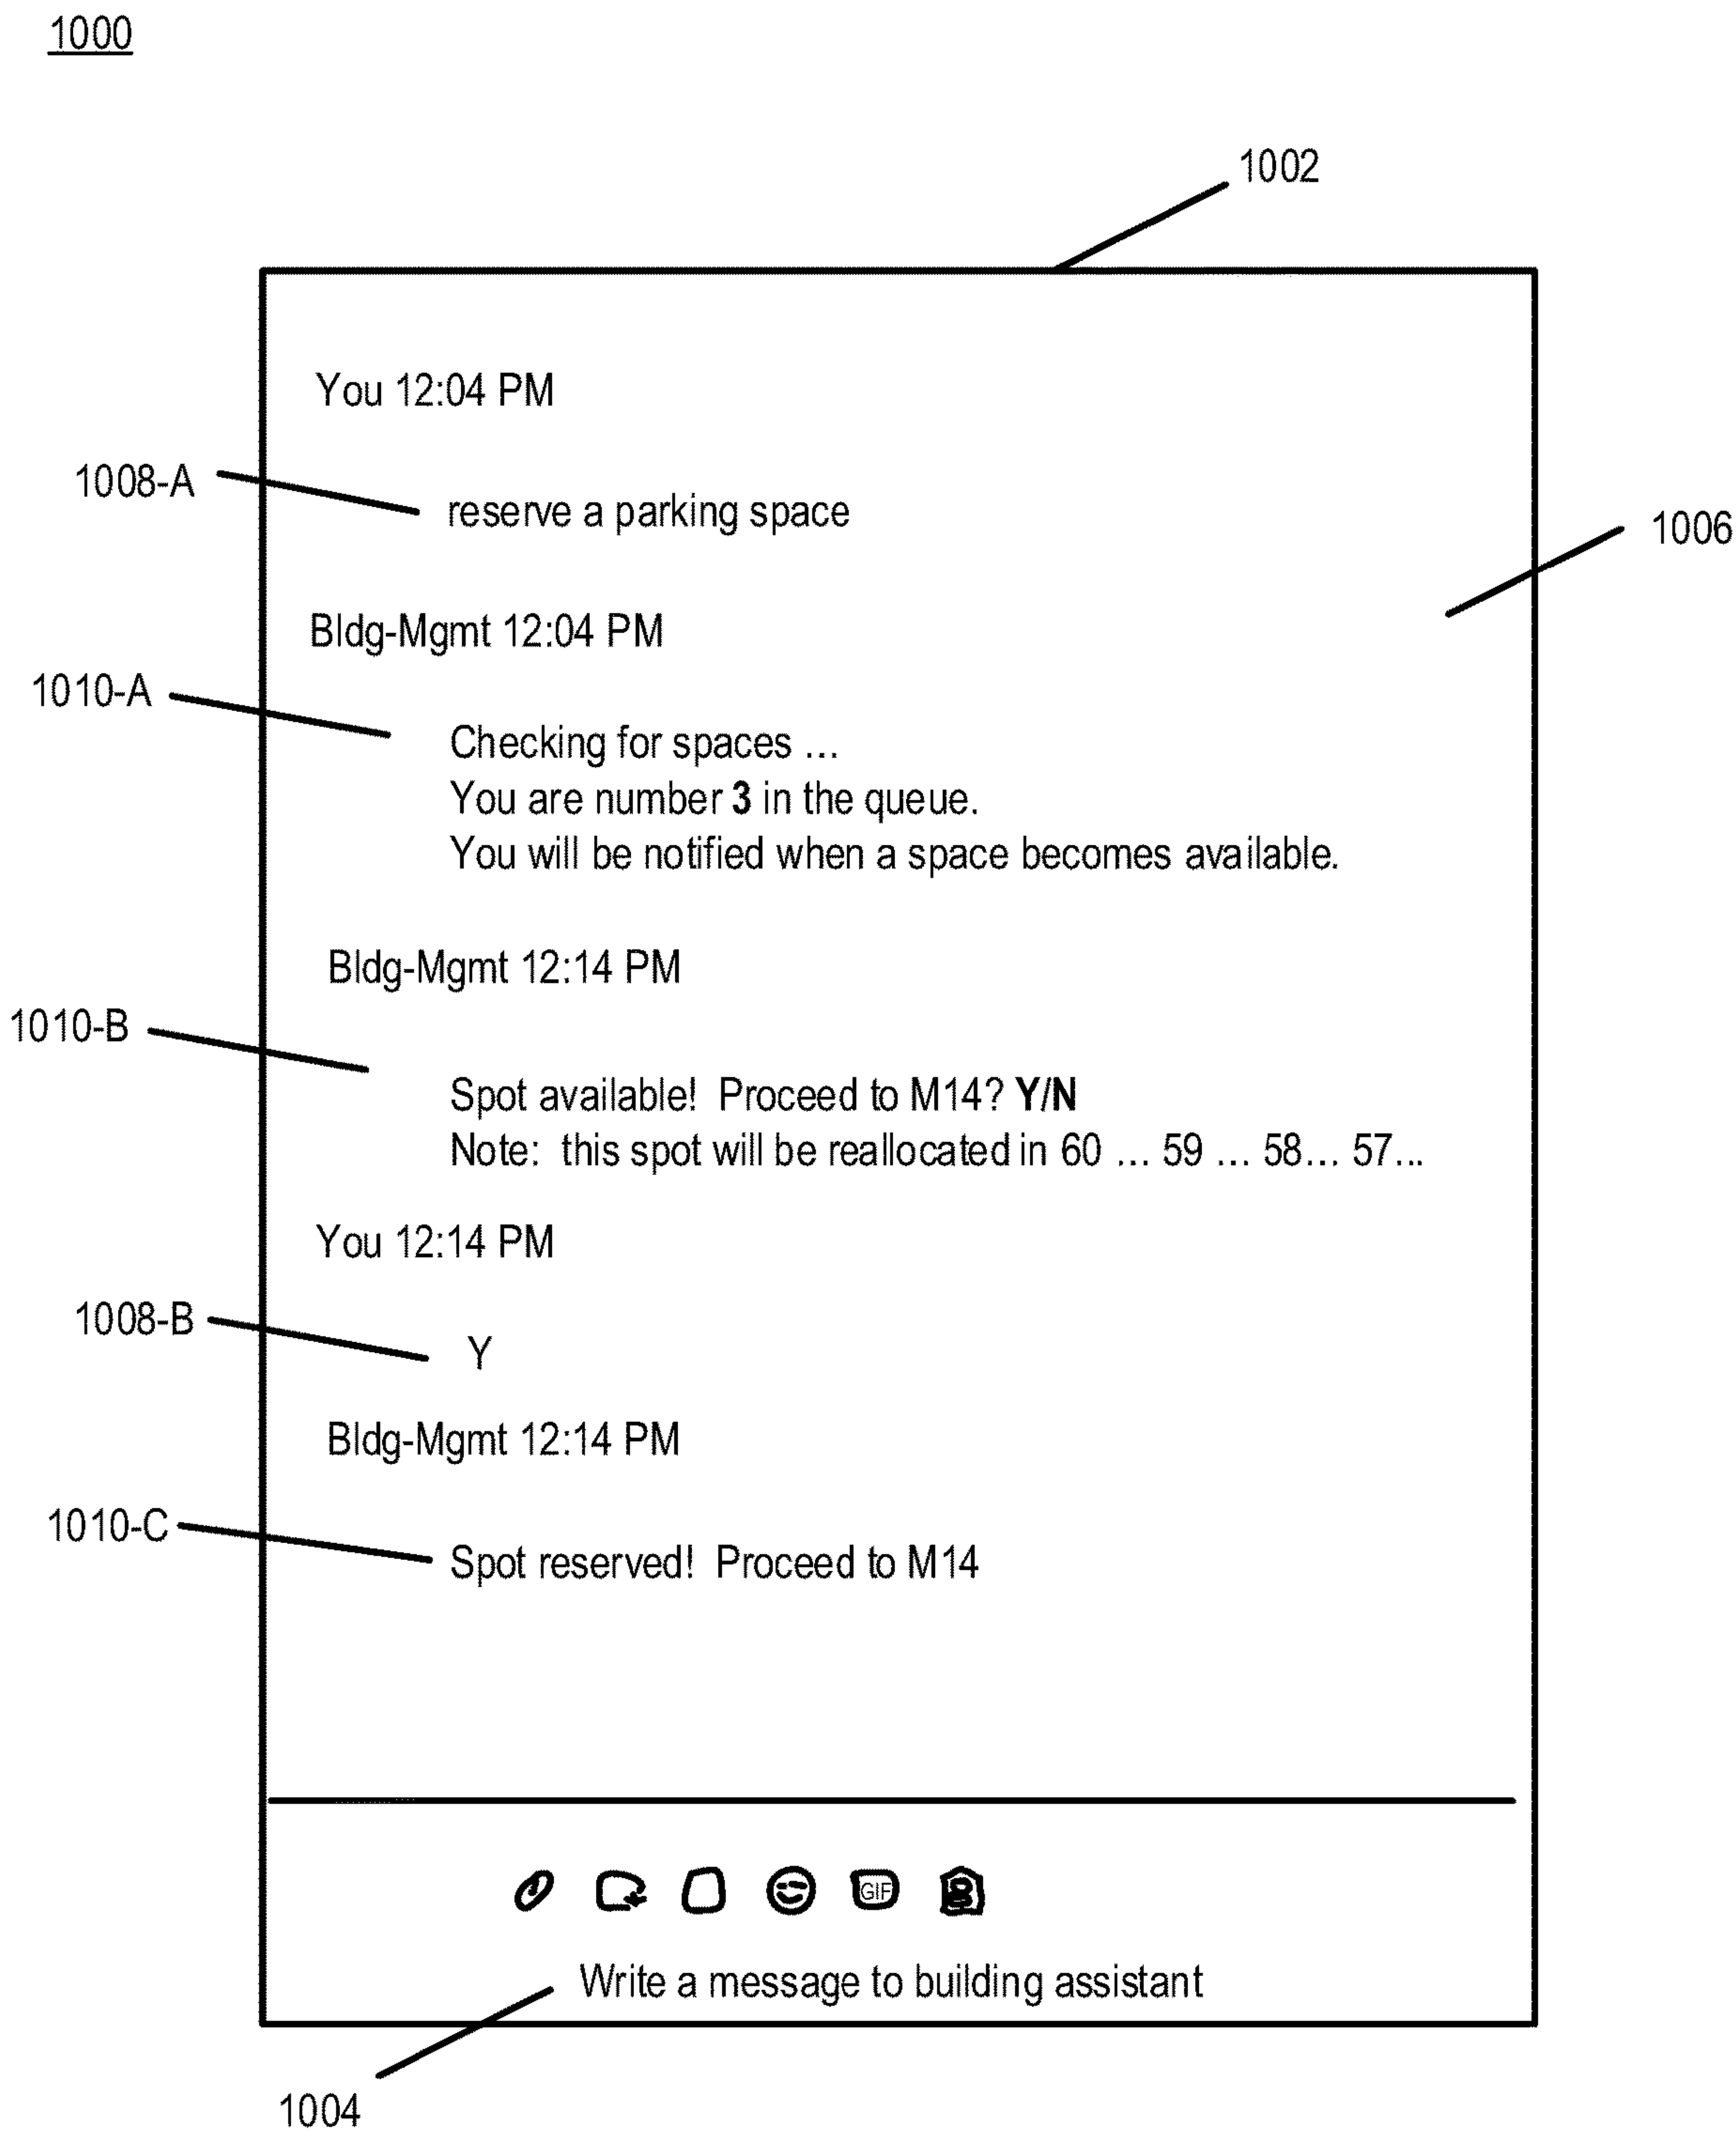 1000
1002
You 12:04 PM
1008-A
reserve a parking space
1006
Bldg-Mgmt 12:04 PM
1010-A
Checking for spaces ...
You are number 3 in the queue.
You will be notified when a space becomes available.
Bldg-Mgmt 12:14 PM
1010-B
Spot available! Proceed to M14? Y/N
Note: this spot will be reallocated in 60 ... 59 ... 58... 57...
You 12:14 PM
1008-B
Y
Bldg-Mgmt 12:14 PM
1010-C
Spot reserved! Proceed to M14
GIF
Write a message to building assistant
1004